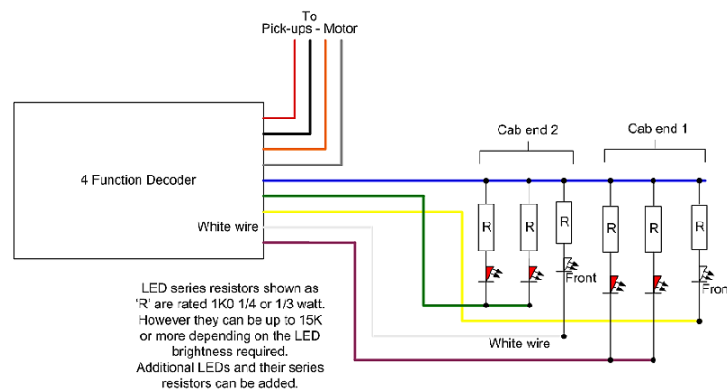 To
Pick-ups - Motor
Cab end 2
Cab end 1
4 Function Decoder
White wire
R
R
R
R
R
R
Front
Fron
White wire
LED series resistors shown as
'R' are rated 1K0 1/4 or 1/3 watt.
However they can be up to 15K
or more depending on the LED
brightness required.
Additional LEDs and their series
resistors can be added.